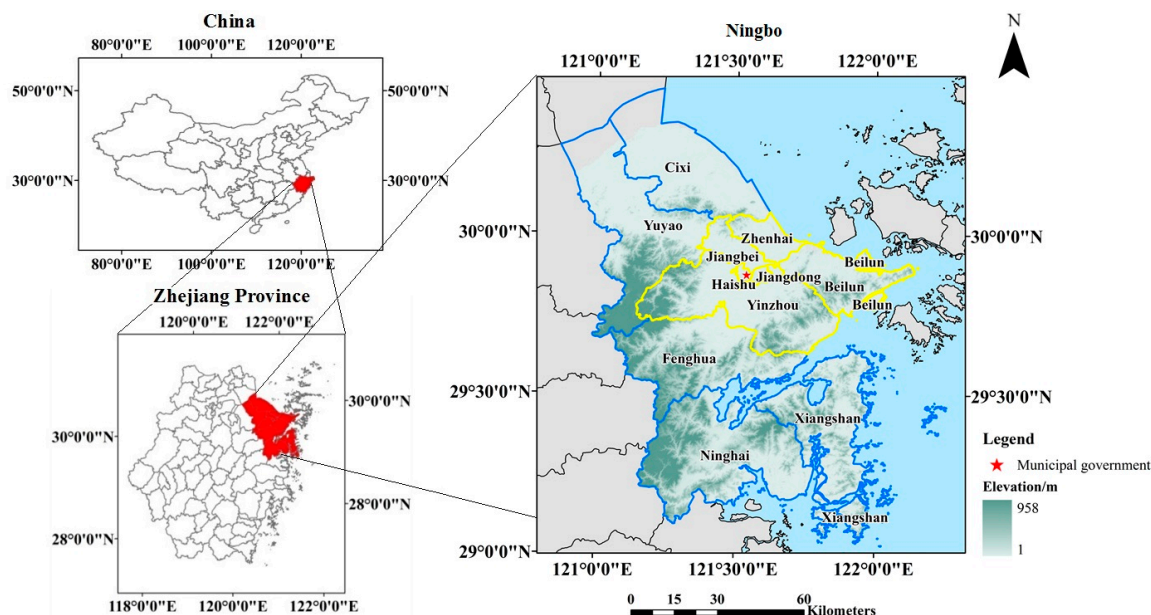 China
80°0'0"E 100°0'0"E 120°0'0"E
50°0'0"N 50°0'0"N
30°0'0"N 30°0'0"N
80°0'0"E 100°0'0"E 120°0'0"E
Zhejiang Province
120°0'0"E 122°0'0"E
30°0'0"N
30°0'0"N
28°0'0"N
28°0'0"N
118°0'0"E 120°0'0"E 122°0'0"E
Ningbo
121°0'0"E 121°30'0"E 122°0'0"E
30°0'0"N 30°0'0"N
29°30'0"N 29°30'0"N
29°0'0"N 29°0'0"N
121°0'0"E 121°30'0"E 122°0'0"E
Cixi
Yuyao
Zhenhai
Jiangbei
Beilun
Haishu
Jiangdong
Beilun
Yinzhou
Beilun
Fenghua
Xiangshan
Ninghai
Xiangshan
N
Legend
Municipal government
Elevation/m
958
1
0 7.5 15 30 45 60
Kilometers